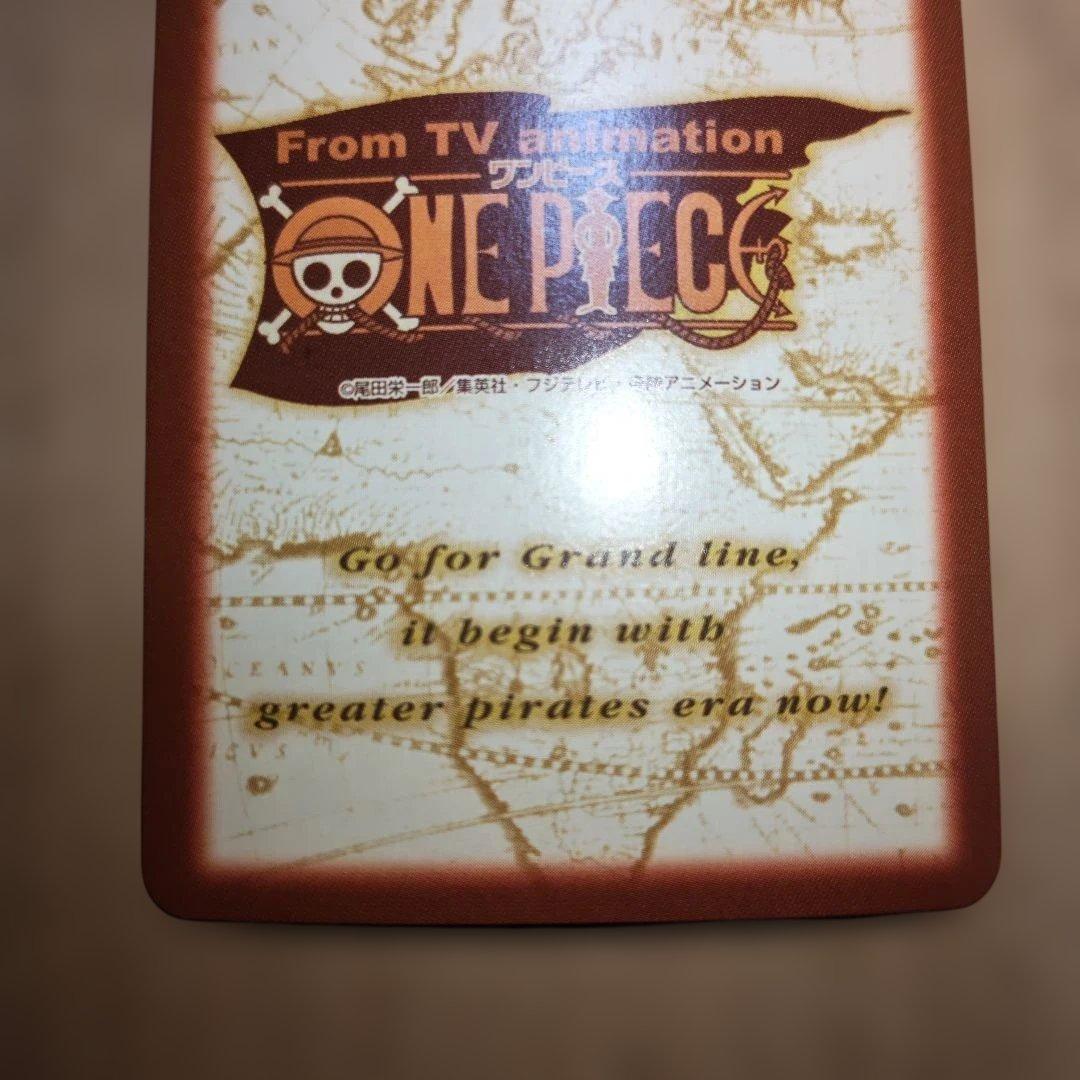 TLAN
From TV animation
ワンピース
ONE PIECE
©尾田栄一郎／集英社・フジテレビ・東映アニメーション
Go for Grand line,
it begin with
OCEANVS
greater pirates era now!